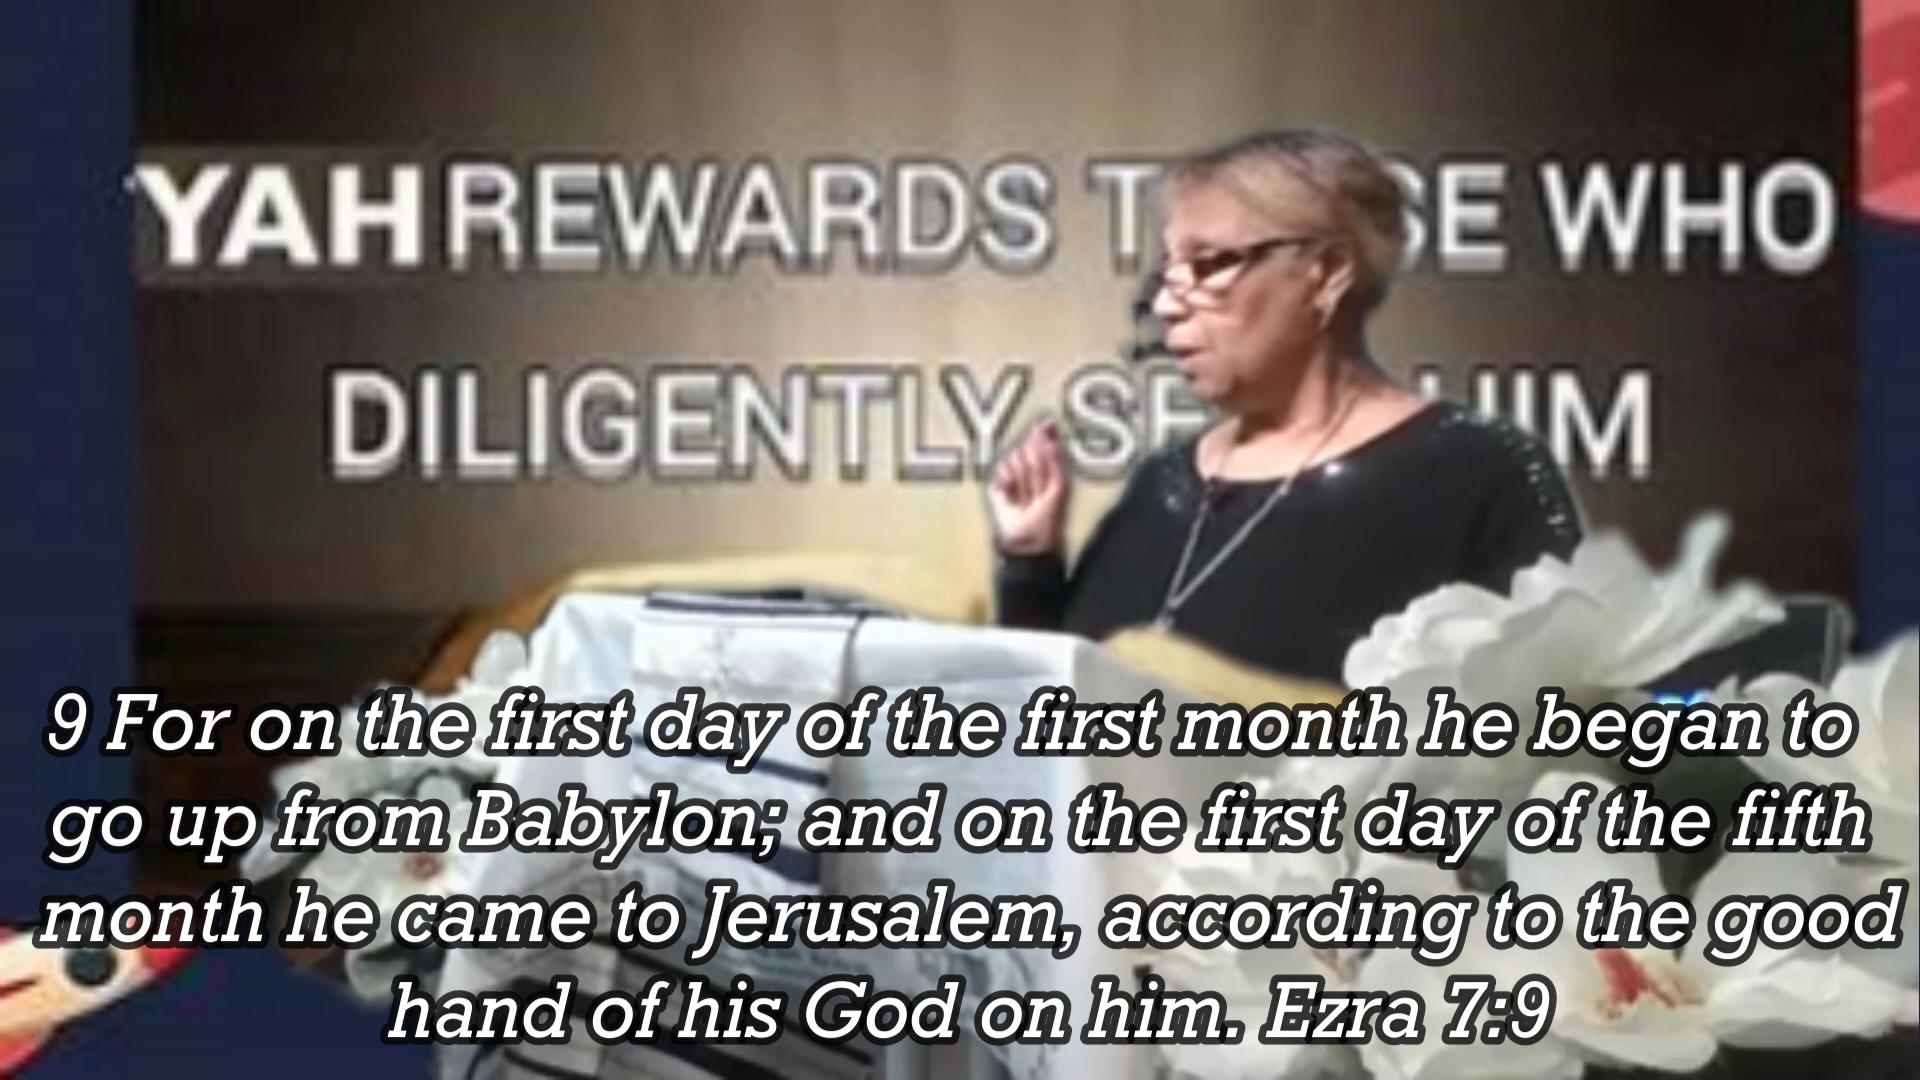 YAH REWARDS WHO
DILIGENTLY HIM
9 For on the first day of the first month he began to
go up from Babylon; and on the first day of the fifth
month he came to Jerusalem, according to the good
hand of his God on him. Ezra 7:9